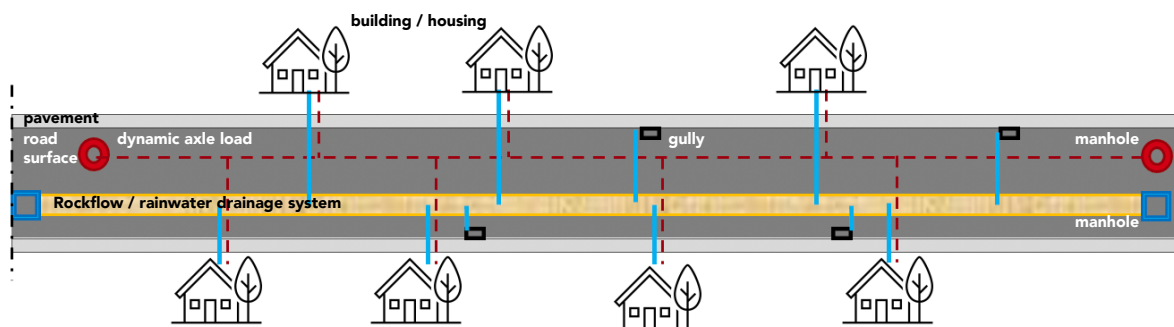 building / housing
pavement
road
surface
dynamic axle load
gully
manhole
Rockflow / rainwater drainage system
manhole